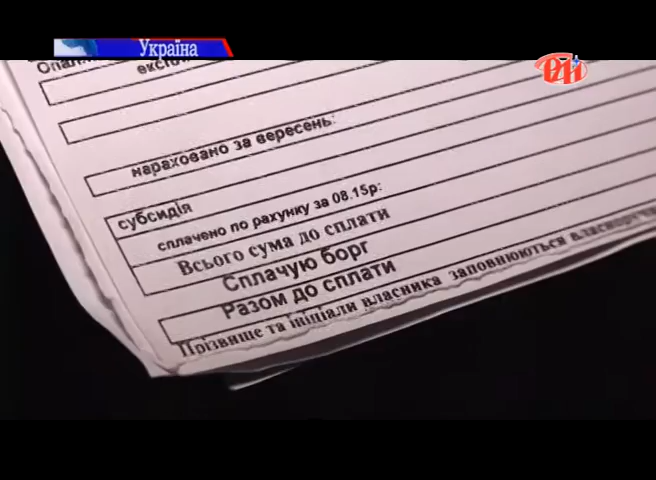 Україна
нараховано за вересень:
субсидія
сплачено по рахунку за 08.15р:
Всього сума до сплати
Сплачую борг
Разом до сплати
Прізвище та ініціали власника заповнюються